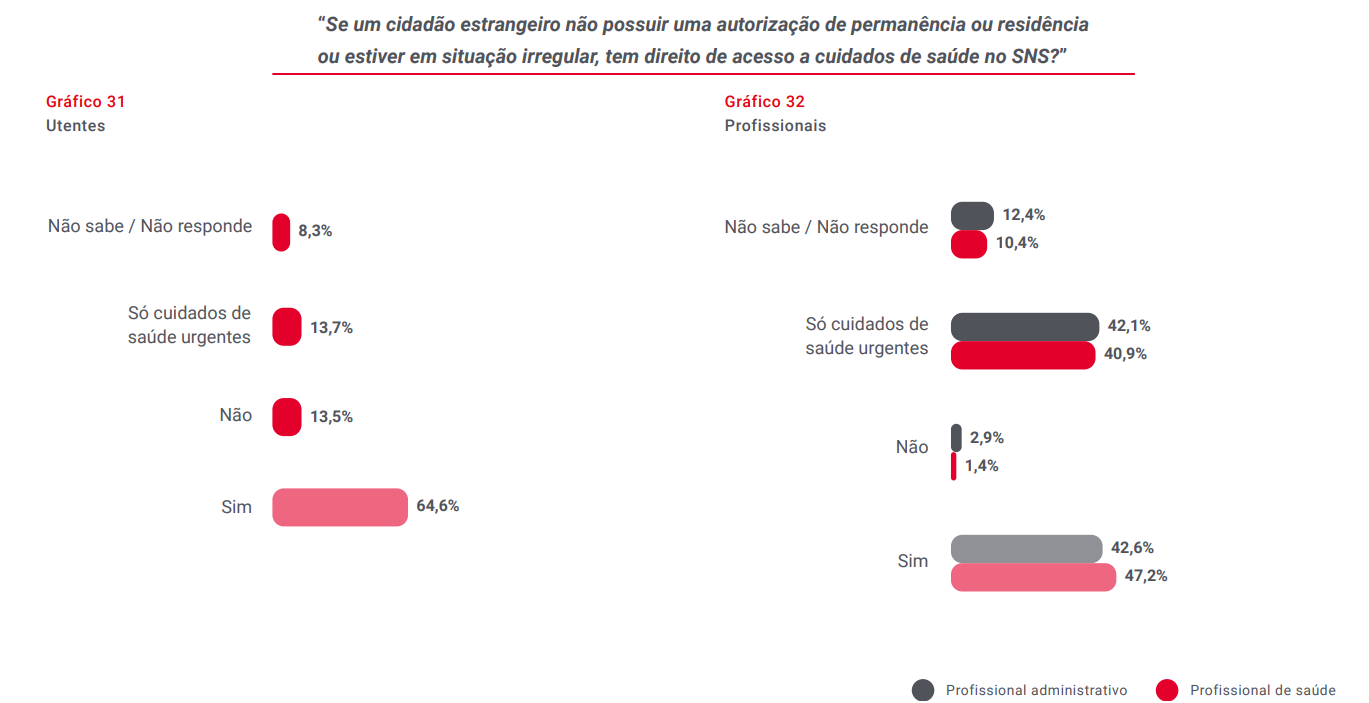 “Se um cidadão estrangeiro não possuir uma autorização de permanência ou residência
ou estiver em situação irregular, tem direito de acesso a cuidados de saúde no SNS?”
Gráfico 31
Utentes
Não sabe / Não responde
8,3%
Só cuidados de
saúde urgentes
13,7%
Não
13,5%
Sim
64,6%
Gráfico 32
Profissionais
Não sabe / Não responde
12,4%
10,4%
Só cuidados de
saúde urgentes
42,1%
40,9%
Não
2,9%
1,4%
Sim
42,6%
47,2%
Profissional administrativo
Profissional de saúde